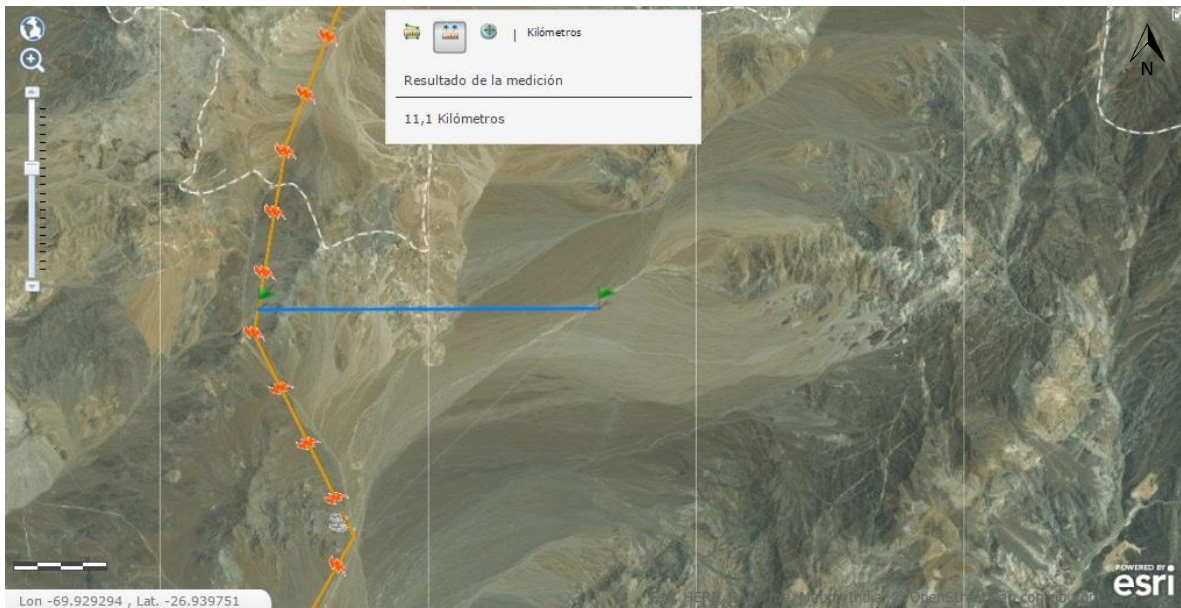 Kilómetros
N
Resultado de la medición
11,1 Kilómetros
POWERED BY
esri
Lon -69.929294 , Lat. -26.939751